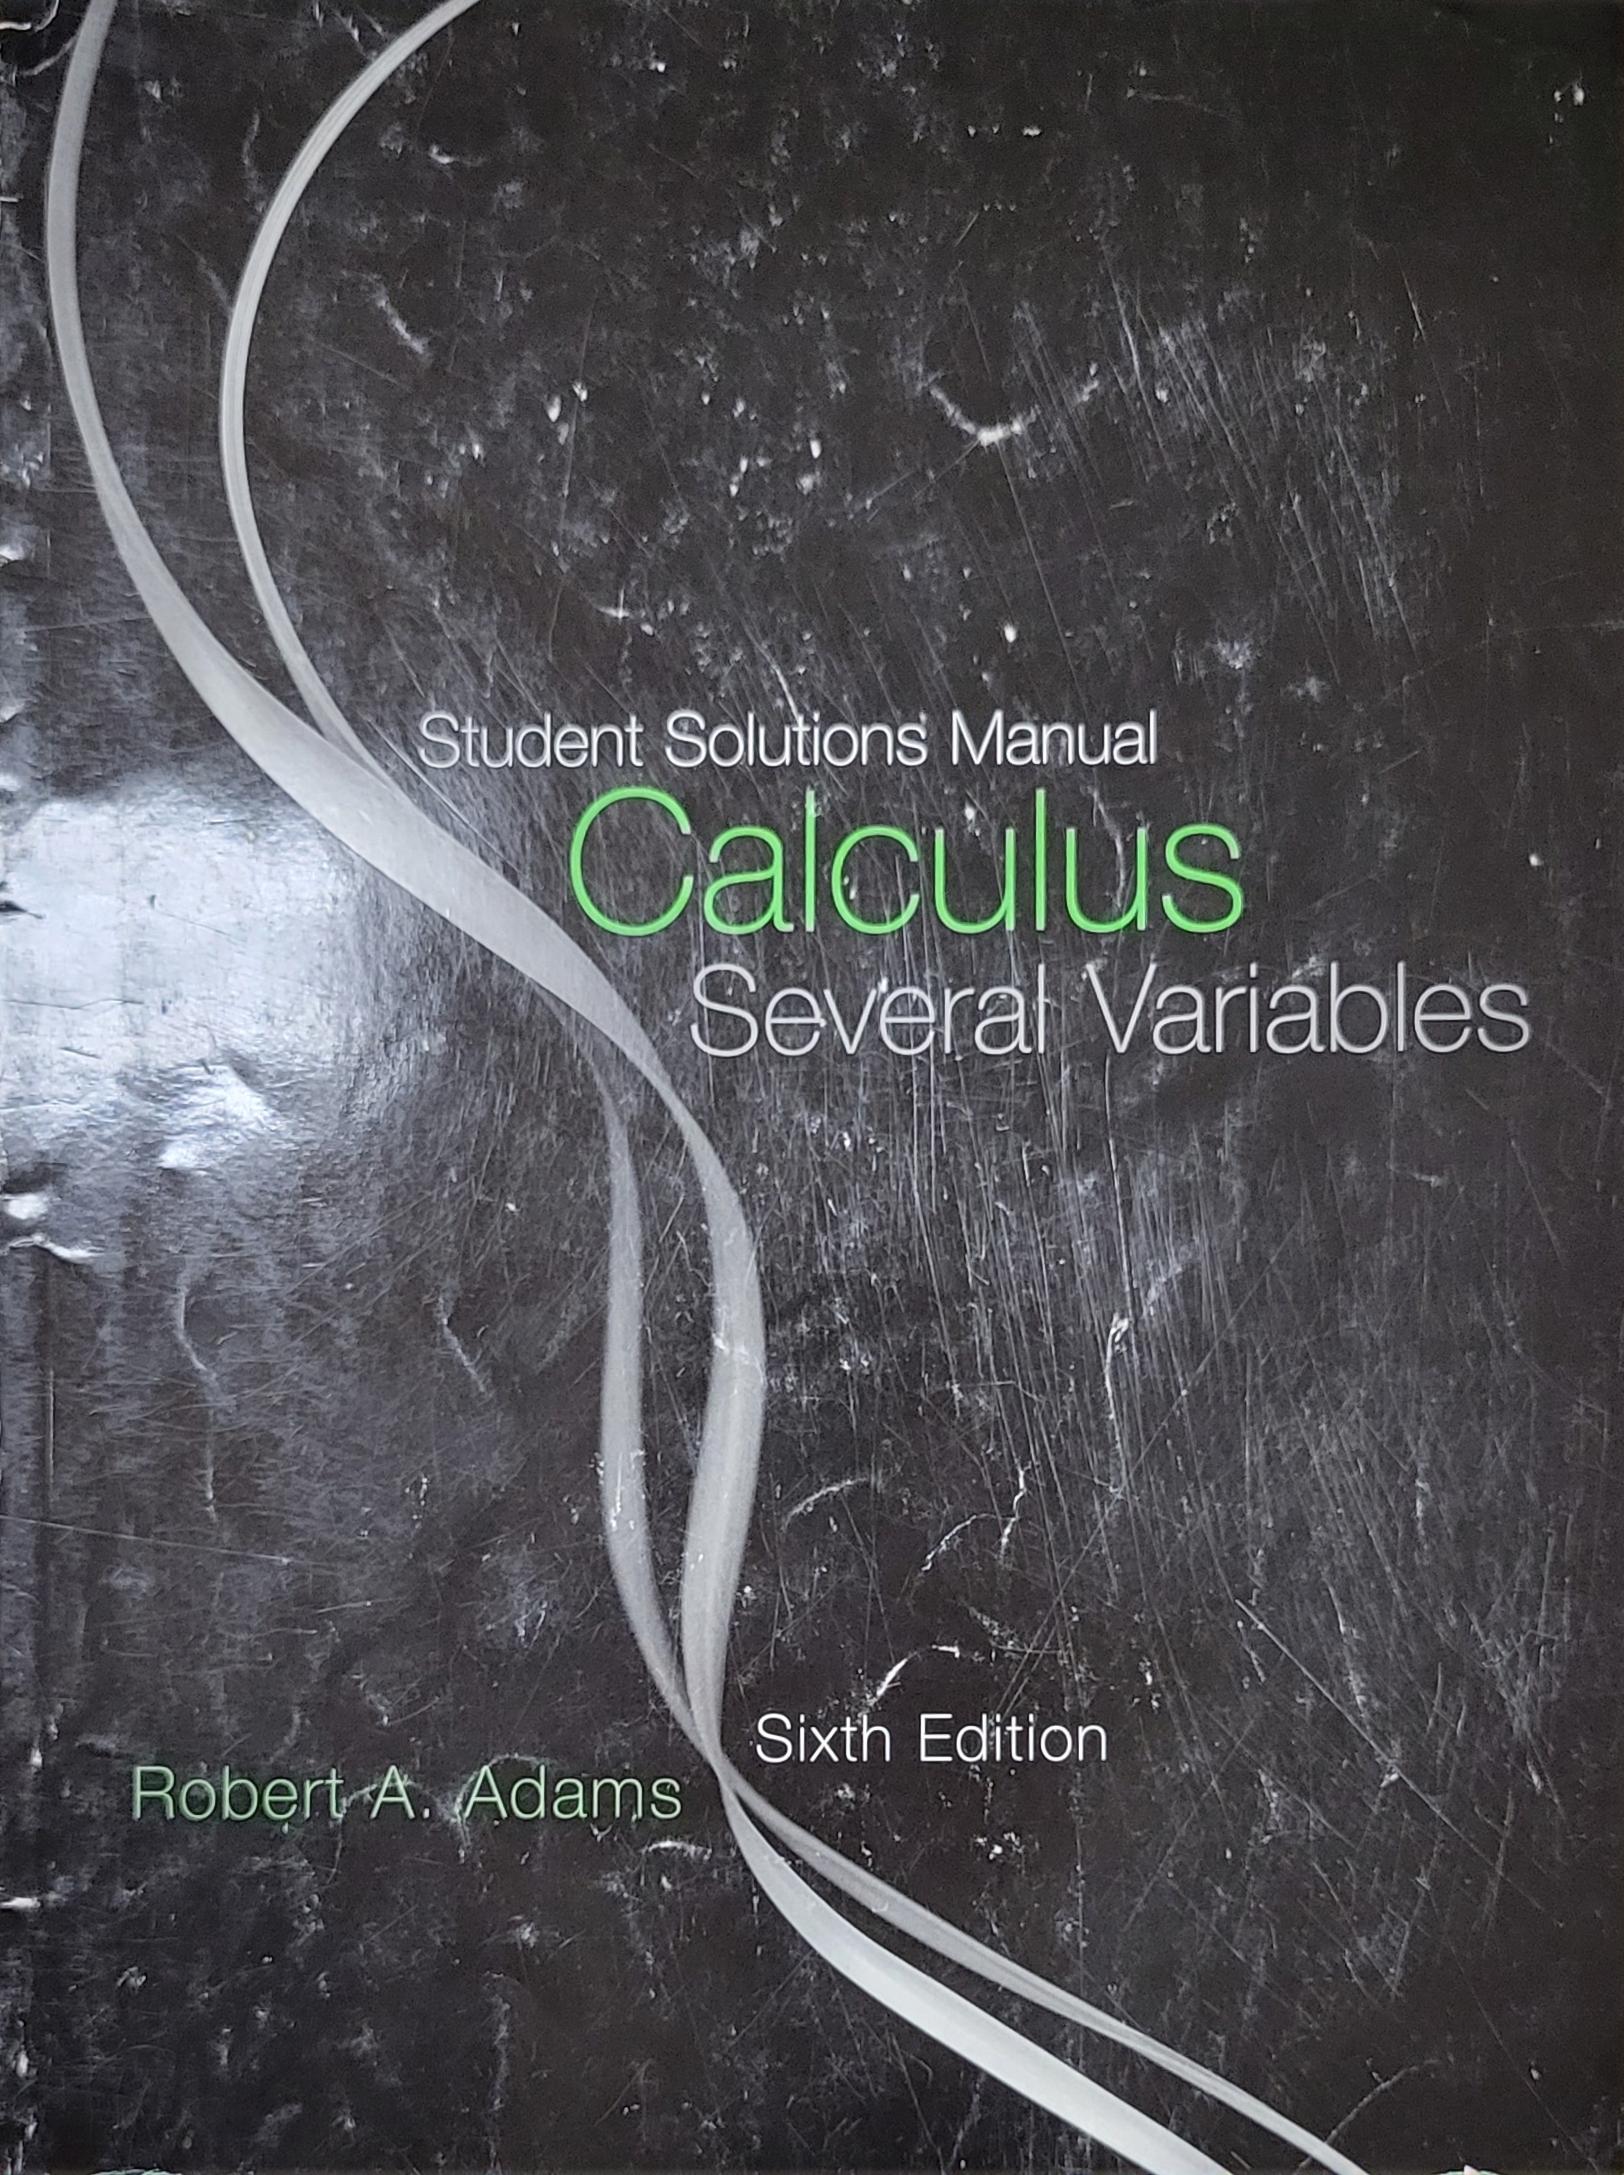 Student Solutions Manual
Calculus
Several Variables
Sixth Edition
Robert A. Adams